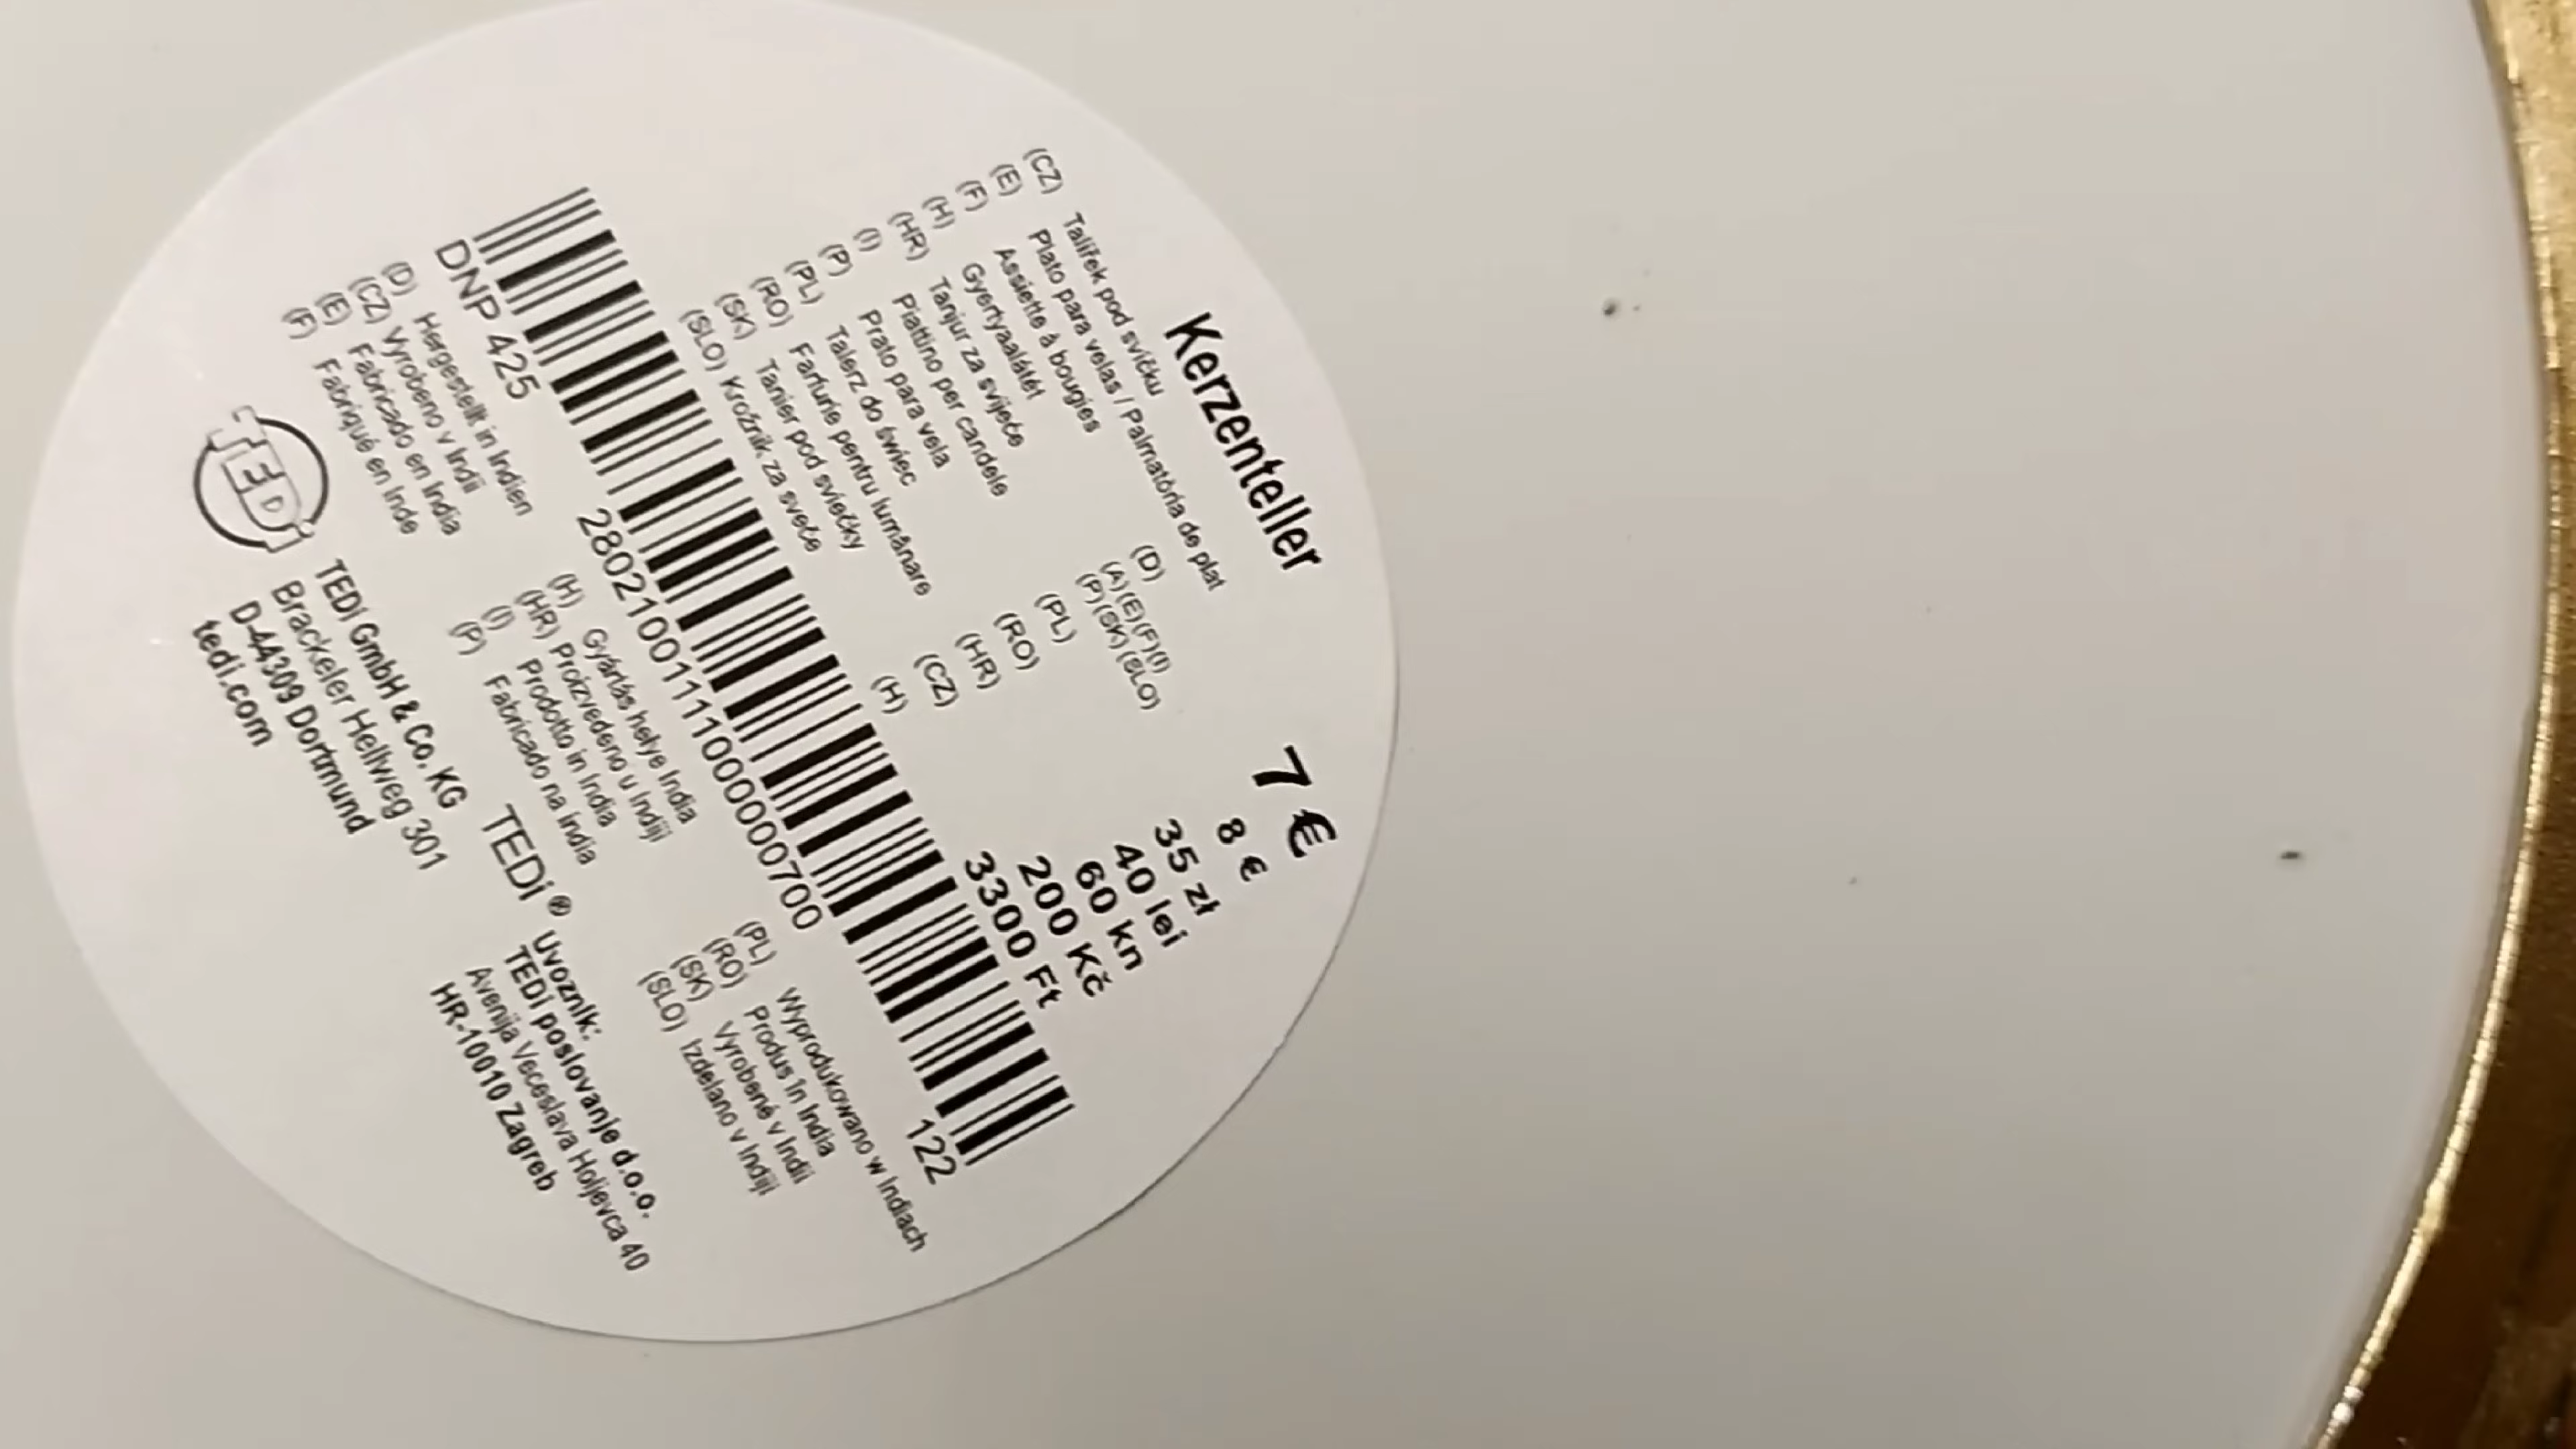 Kerzenteller
(CZ) Talířek pod svíčku
(E) Plato para velas / Palmatória de plat
(F) Assiette à bougies
(H) Gyertyaalátét
(HR) Tanjur za svijeće
(I) Piattino per candele
(P) Prato para vela
(PL) Talerz do świec
(RO) Farfurie pentru lumânare
(SK) Tanier pod sviečky
(SLO) Krožnik za sveče
(D) 7 €
(A)(E)(F)(I)
(P)(SK)(SLO) 8 €
(PL) 35 zł
(RO) 40 lei
(HR) 60 kn
(CZ) 200 Kč
(H) 3300 Ft
DNP 425 2802100111100000700 122
(D) Hergestellt in Indien
(CZ) Vyrobeno v Indii
(E) Fabricado en India
(F) Fabriqué en Inde
(H) Gyártás helye India
(HR) Proizvedeno u Indiji
(I) Prodotto in India
(P) Fabricado na India
(PL) Wyprodukowano w Indiach
(RO) Produs în India
(SK) Vyrobené v Indii
(SLO) Izdelano v Indiji
TEDi
TEDi GmbH & Co. KG
Brackeler Hellweg 301
D-44309 Dortmund
tedi.com
TEDi®
Uvoznik:
TEDi poslovanje d.o.o.
Avenija Veceslava Holjevca 40
HR-10010 Zagreb